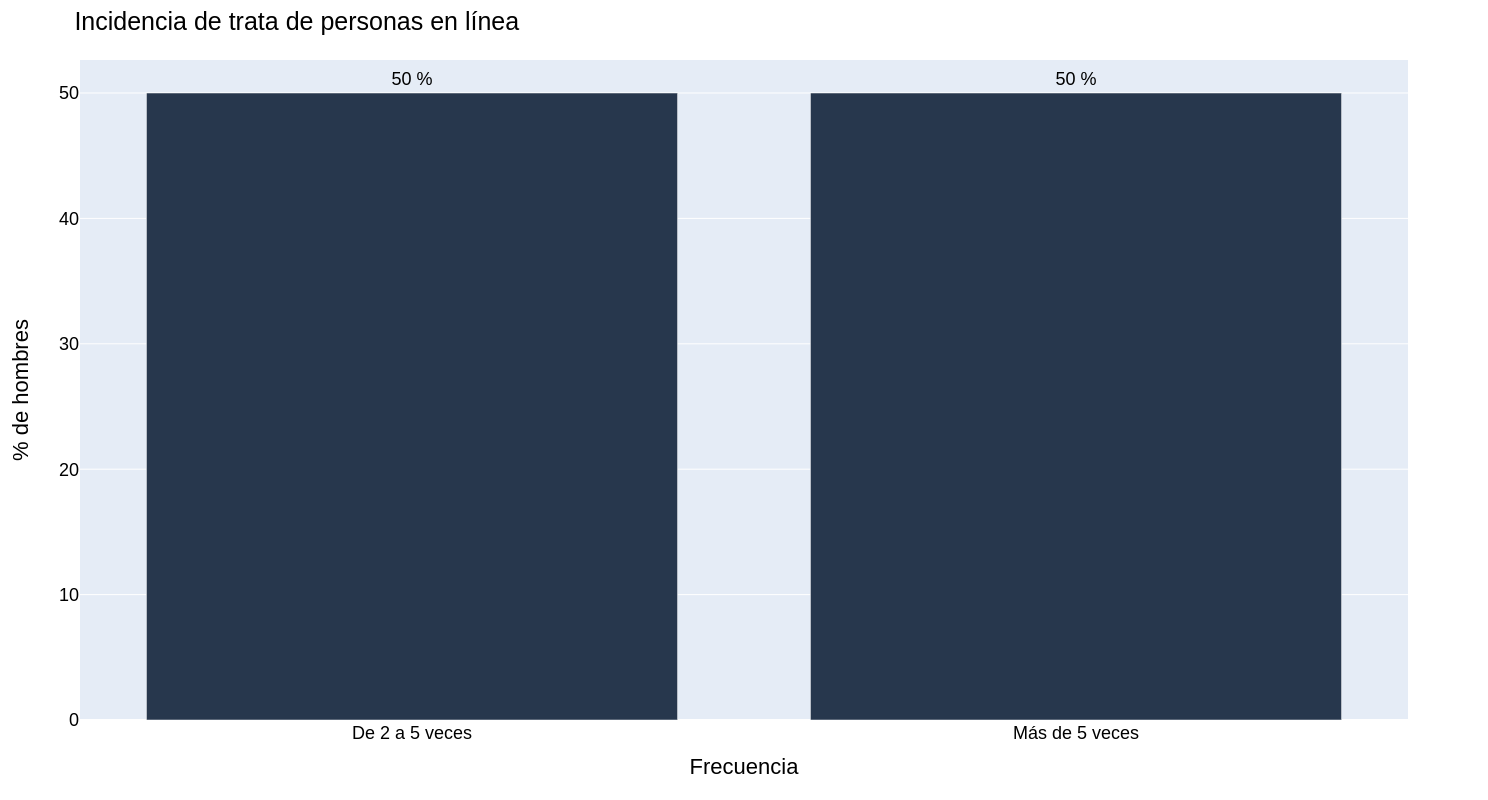 Incidencia de trata de personas en línea
50 %
50 %
50
40
30
20
10
0
% de hombres
De 2 a 5 veces
Más de 5 veces
Frecuencia